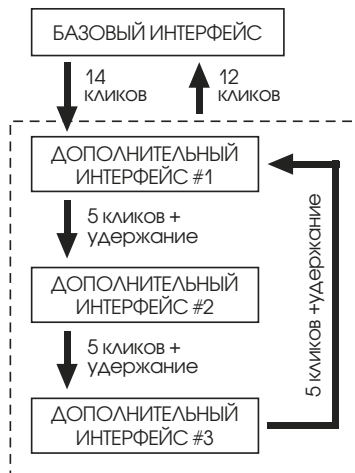 БАЗОВЫЙ ИНТЕРФЕЙС
14
кликов
12
кликов
ДОПОЛНИТЕЛЬНЫЙ
ИНТЕРФЕЙС #1
5 кликов +
удержание
ДОПОЛНИТЕЛЬНЫЙ
ИНТЕРФЕЙС #2
5 кликов +
удержание
ДОПОЛНИТЕЛЬНЫЙ
ИНТЕРФЕЙС #3
5 кликов +удержание